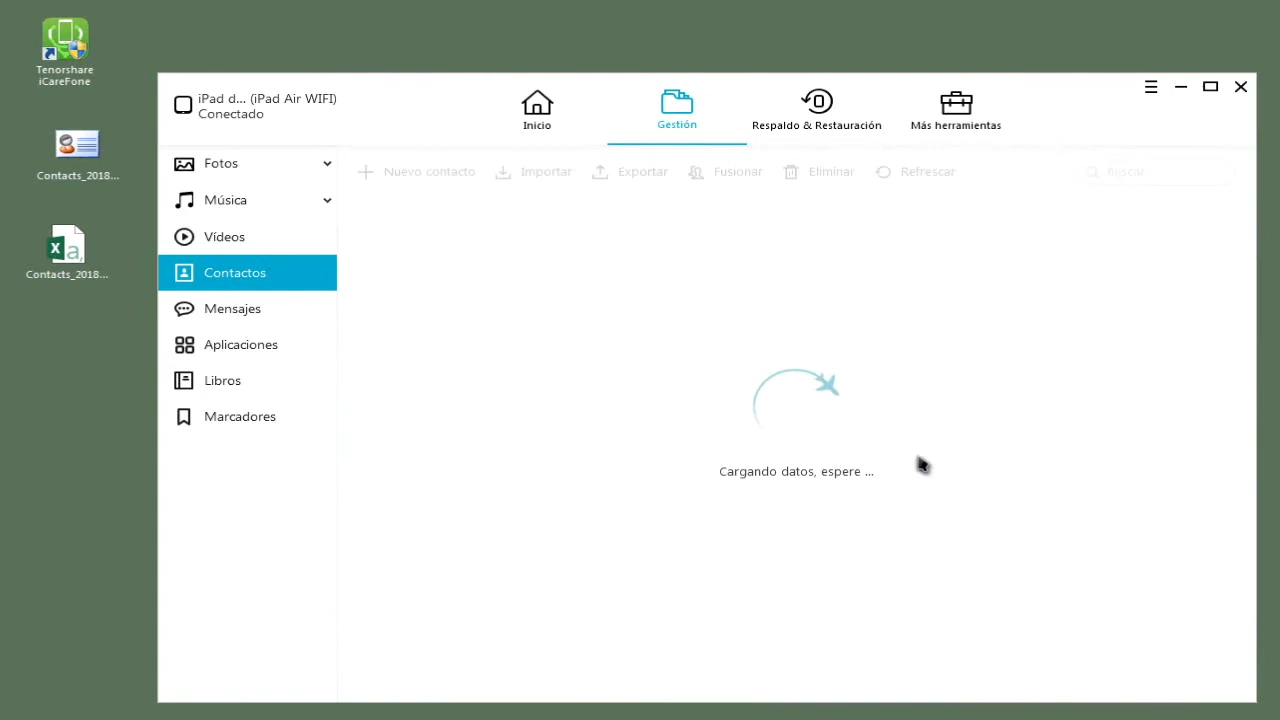 Tenorshare
iCareFone
Contacts_2018...
Contacts_2018...
iPad d... (iPad Air WIFI)
Conectado
Inicio
Gestión
Respaldo & Restauración
Más herramientas
Fotos
Música
Vídeos
Contactos
Mensajes
Aplicaciones
Libros
Marcadores
Nuevo contacto
Importar
Exportar
Fusionar
Eliminar
Refrescar
Buscar
Cargando datos, espere ...